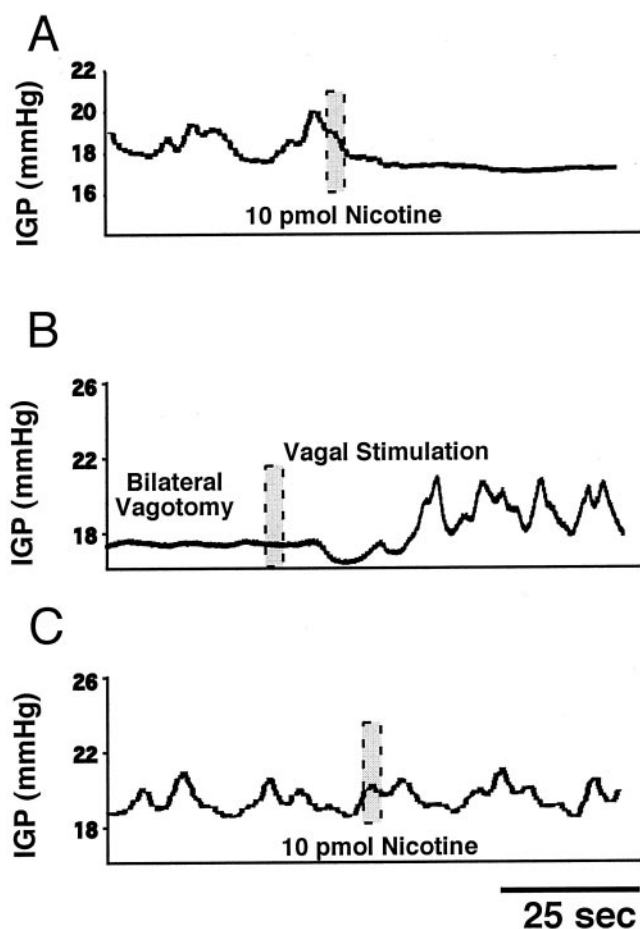 A
IGP (mmHg)
22
20
18
16
10 pmol Nicotine
B
IGP (mmHg)
26
22
18
Bilateral
Vagotomy
Vagal Stimulation
C
IGP (mmHg)
26
22
18
10 pmol Nicotine
25 sec